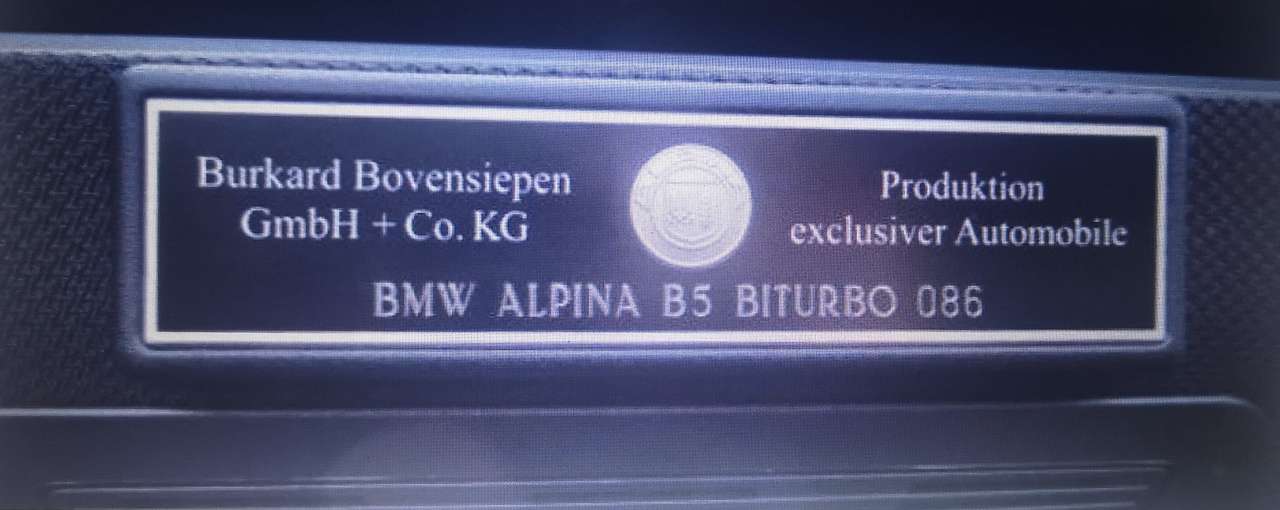 Burkard Bovensiepen
GmbH + Co. KG
Produktion
exclusiver Automobile
BMW ALPINA B5 BITURBO 086